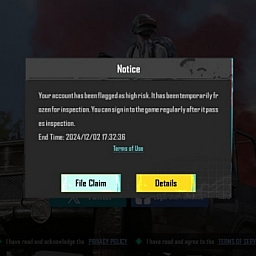 Notice
Your account has been flagged as high risk. It has been temporarily fr
ozen for inspection. You can sign in to the game regularly after it pass
es inspection.
End Time: 2024/12/02 17:32:36
Terms of Use
File Claim
Details
I have read and acknowledge the PRIVACY POLICY
I have read and agree to the TERMS OF SERV